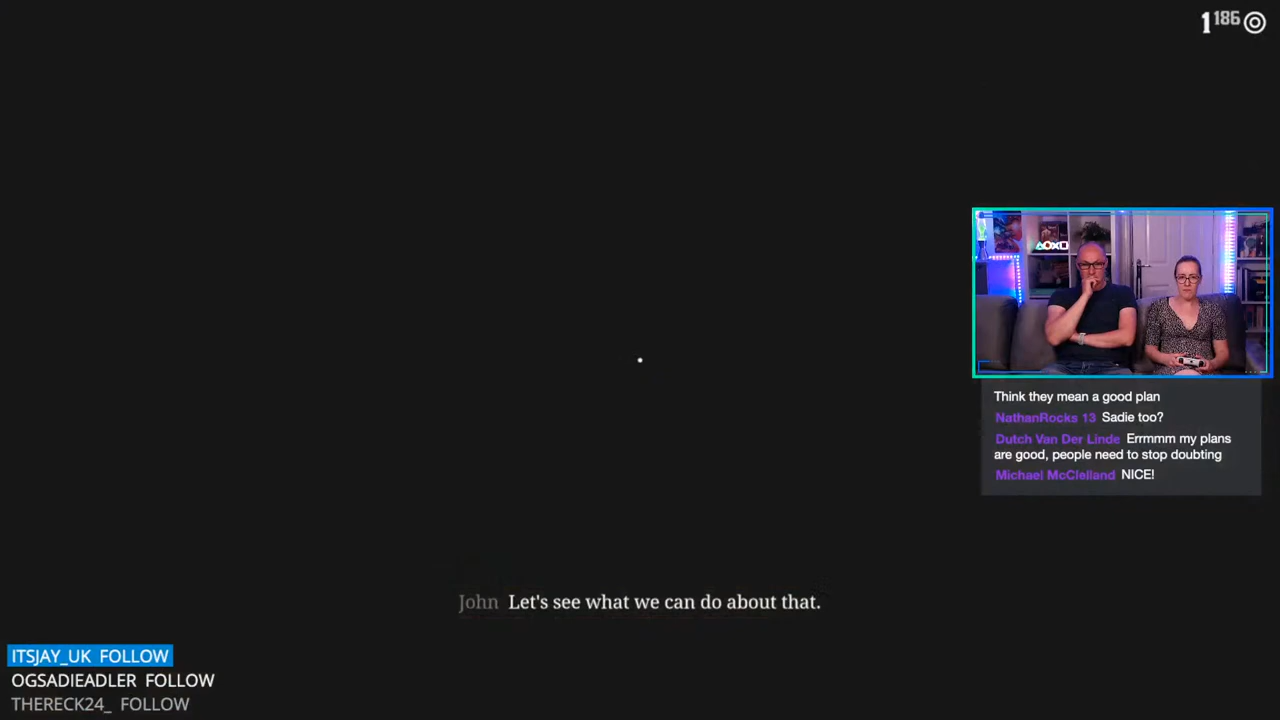 1 186
Think they mean a good plan
NathanRocks 13 Sadie too?
Dutch Van Der Linde Errmmm my plans
are good, people need to stop doubting
Michael McClelland NICE!
John Let's see what we can do about that.
ITSJAY_UK FOLLOW
OGSADIEADLER FOLLOW
THERECK24_ FOLLOW